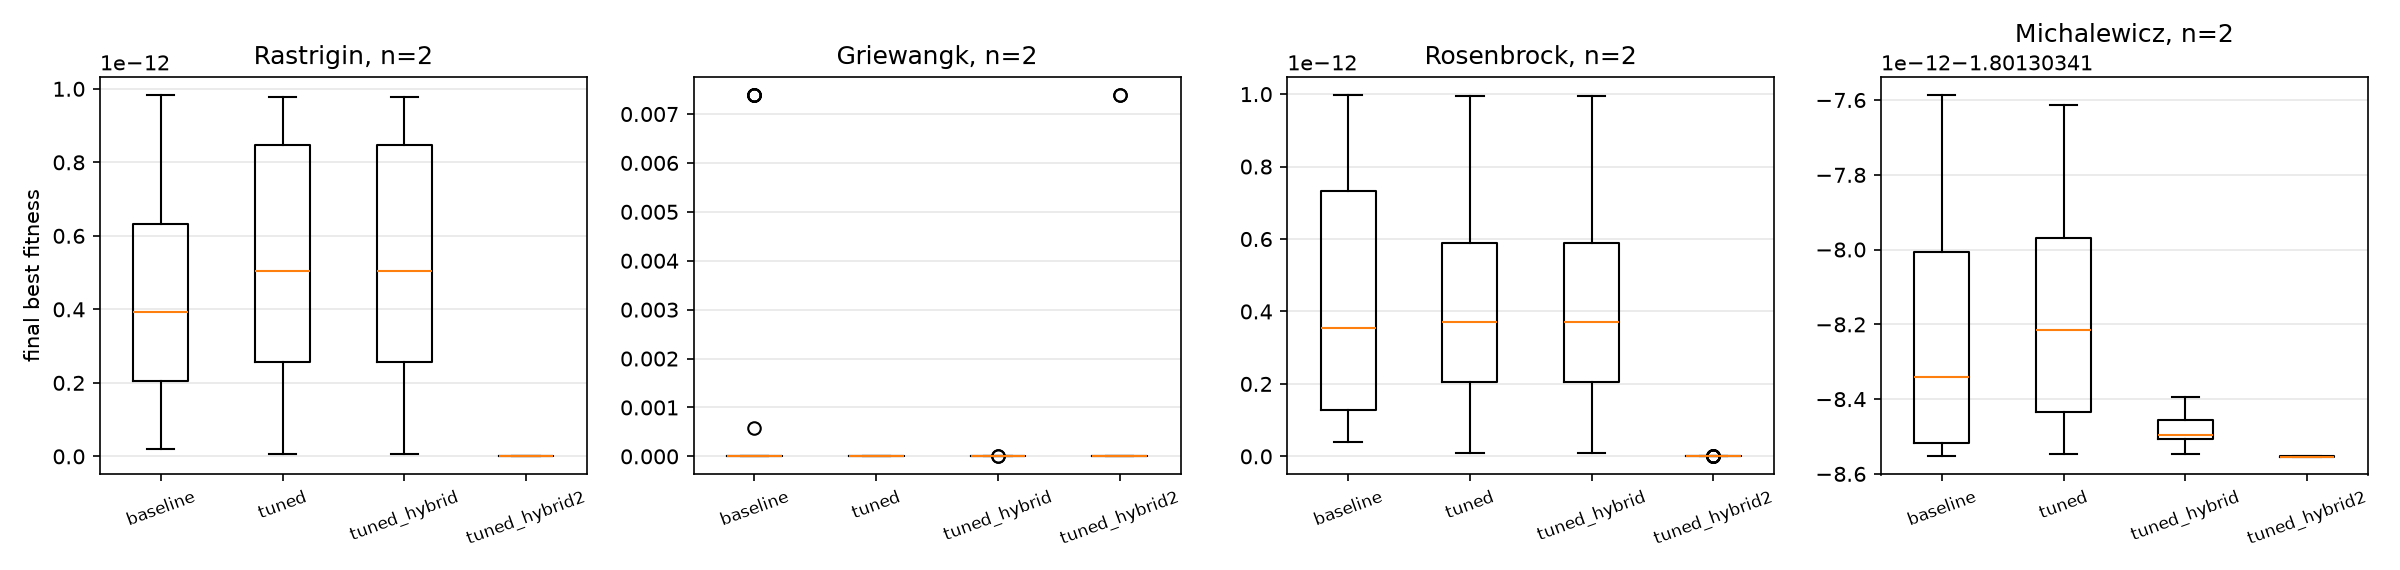 Rastrigin, n=2
1e−12
1.0
0.8
0.6
0.4
0.2
0.0
final best fitness
baseline
tuned
tuned_hybrid
tuned_hybrid2
Griewangk, n=2
0.007
0.006
0.005
0.004
0.003
0.002
0.001
0.000
baseline
tuned
tuned_hybrid
tuned_hybrid2
Rosenbrock, n=2
1e−12
1.0
0.8
0.6
0.4
0.2
0.0
baseline
tuned
tuned_hybrid
tuned_hybrid2
Michalewicz, n=2
1e−12−1.80130341
−7.6
−7.8
−8.0
−8.2
−8.4
−8.6
baseline
tuned
tuned_hybrid
tuned_hybrid2